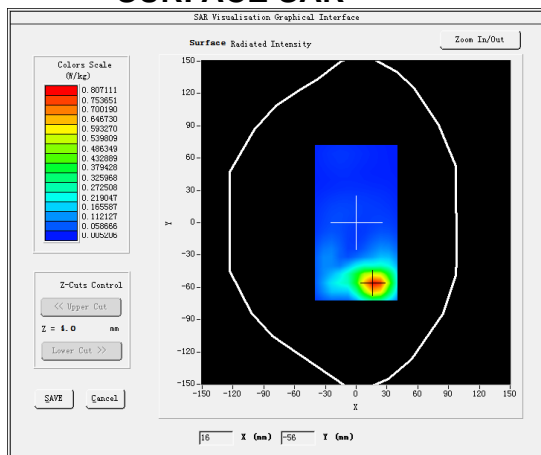 SURFACE SAR
SAR Visualisation Graphical Interface
Surface Radiated Intensity
Zoom In/Out
Colors Scale
(W/kg)
0.807111
0.753651
0.700190
0.646730
0.593270
0.539809
0.486349
0.432889
0.379428
0.325968
0.272508
0.219047
0.165587
0.112127
0.058666
0.005206
Z-Cuts Control
<< Upper Cut
Z = 4.0 mm
Lower Cut >>
SAVE
Cancel
150
120
90
60
30
0
-30
-60
-90
-120
-150
Y
-150 -120 -90 -60 -30 0 30 60 90 120 150
X
16 X (mm) -56 Y (mm)